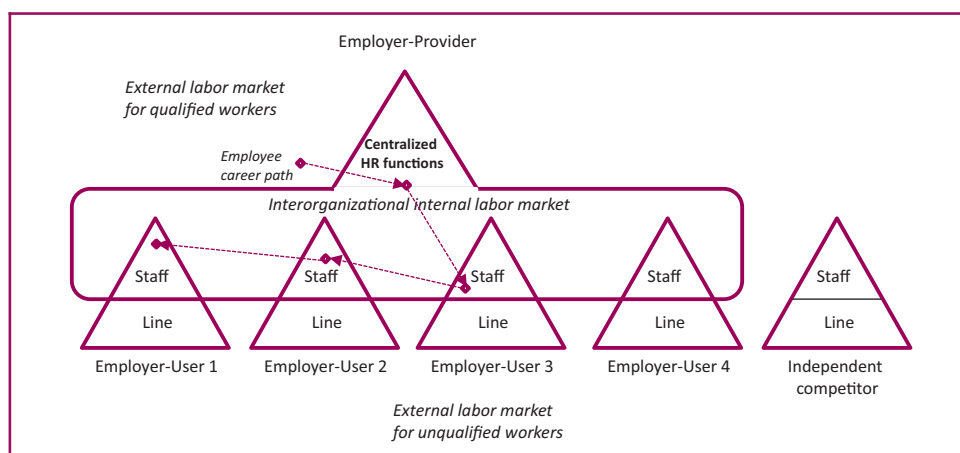 Employer-Provider
External labor market
for qualified workers
Centralized
HR functions
Employee
career path
Interorganizational internal labor market
Staff
Staff
Staff
Staff
Staff
Line
Line
Line
Line
Line
Employer-User 1
Employer-User 2
Employer-User 3
Employer-User 4
Independent
competitor
External labor market
for unqualified workers